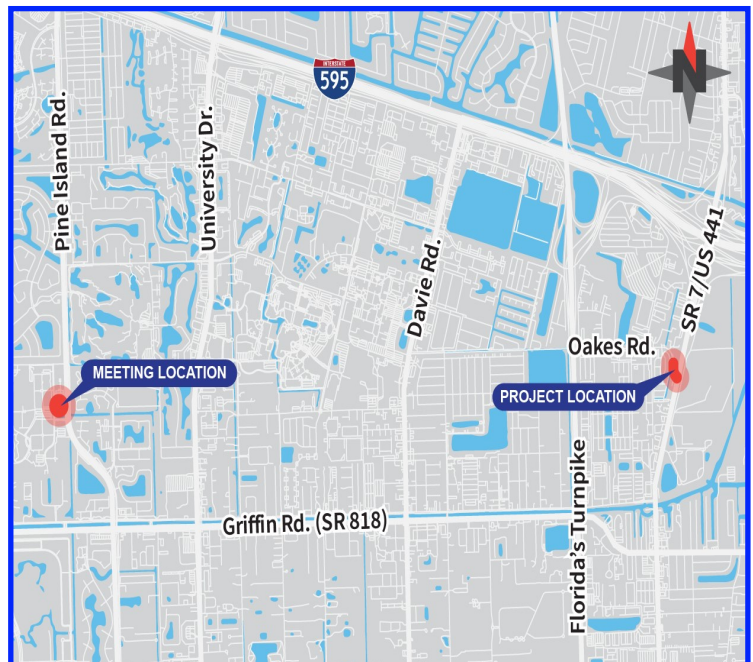 INTERSTATE
595
N
Pine Island Rd.
University Dr.
Davie Rd.
SR 7/US 441
Oakes Rd.
MEETING LOCATION
PROJECT LOCATION
Florida's Turnpike
Griffin Rd. (SR 818)